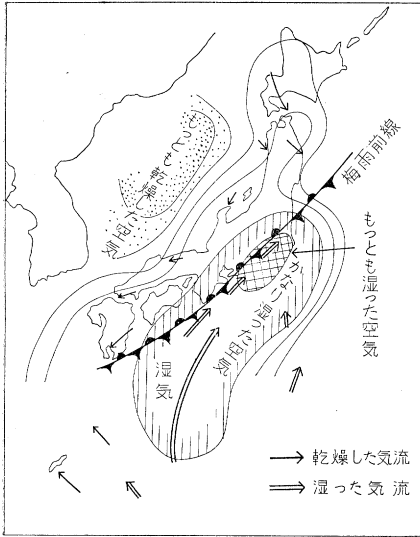 梅雨前線
もっとも乾燥した空気
もっとも湿った空気
かなり湿った空気
湿気
乾燥した気流
湿った気流